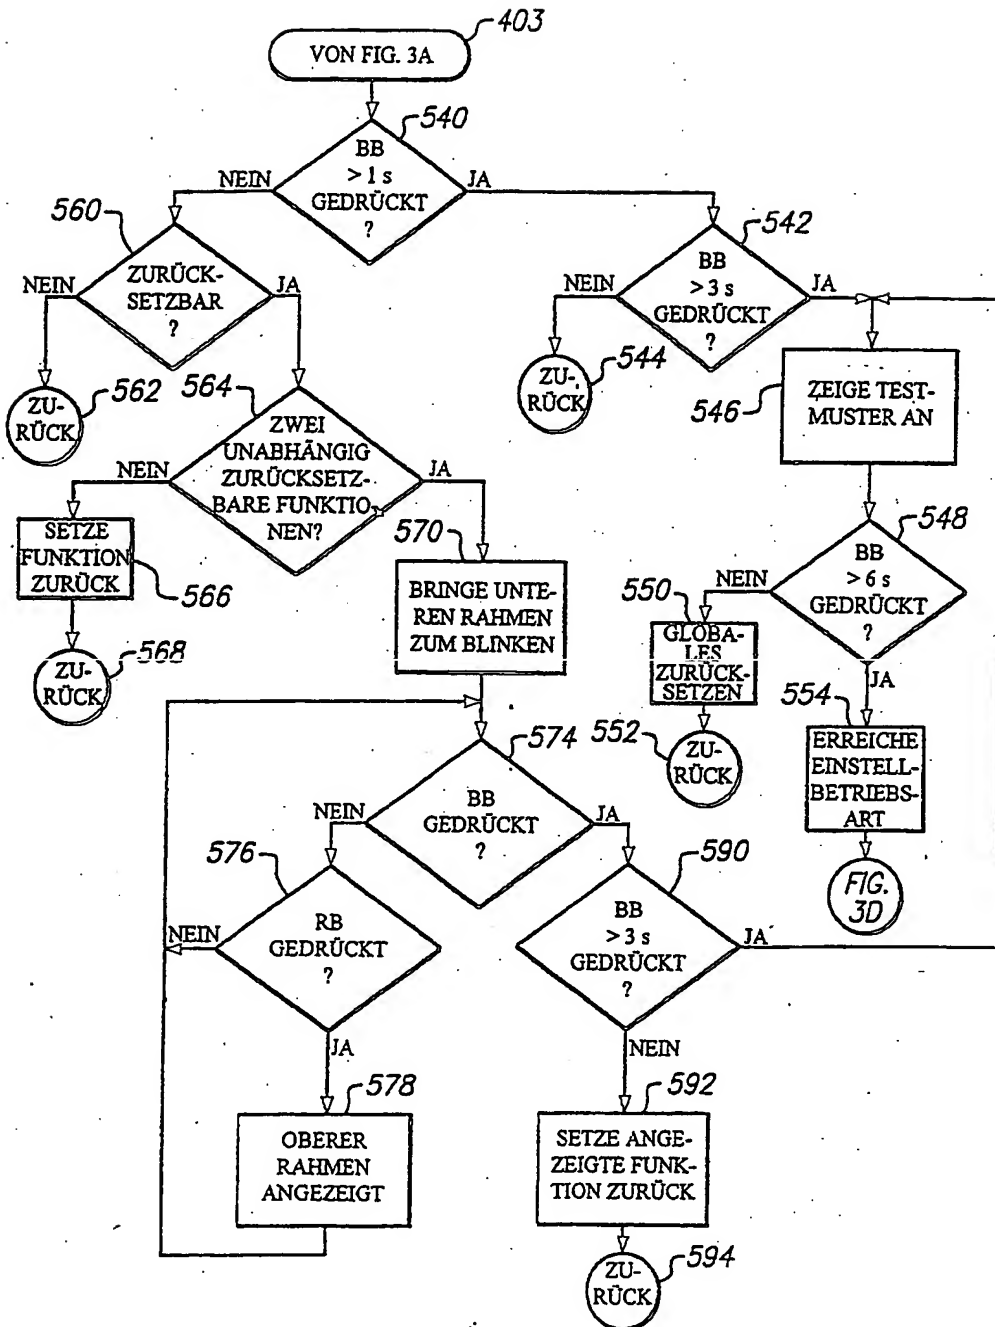 403
VON FIG. 3A
540
BB
> 1 s
GEDRÜCKT
?
NEIN
JA
560
ZURÜCK-
SETZBAR
?
NEIN
JA
542
BB
> 3 s
GEDRÜCKT
?
NEIN
JA
562
ZU-
RÜCK
544
ZU-
RÜCK
546
ZEIGE TEST-
MUSTER AN
564
ZWEI
UNABHÄNGIG
ZURÜCKSETZ-
BARE FUNKTIO-
NEN?
NEIN
JA
SETZE
FUNKTION
ZURÜCK
566
570
BRINGE UNTE-
REN RAHMEN
ZUM BLINKEN
548
BB
> 6 s
GEDRÜCKT
?
NEIN
JA
550
GLOBA-
LES
ZURÜCK-
SETZEN
568
ZU-
RÜCK
552
ZU-
RÜCK
554
ERREICHE
EINSTELL-
BETRIEBS-
ART
FIG.
3D
574
BB
GEDRÜCKT
?
NEIN
JA
576
RB
GEDRÜCKT
?
NEIN
JA
590
BB
> 3 s
GEDRÜCKT
?
JA
NEIN
578
OBERER
RAHMEN
ANGEZEIGT
592
SETZE ANGE-
ZEIGTE FUNK-
TION ZURÜCK
594
ZU-
RÜCK